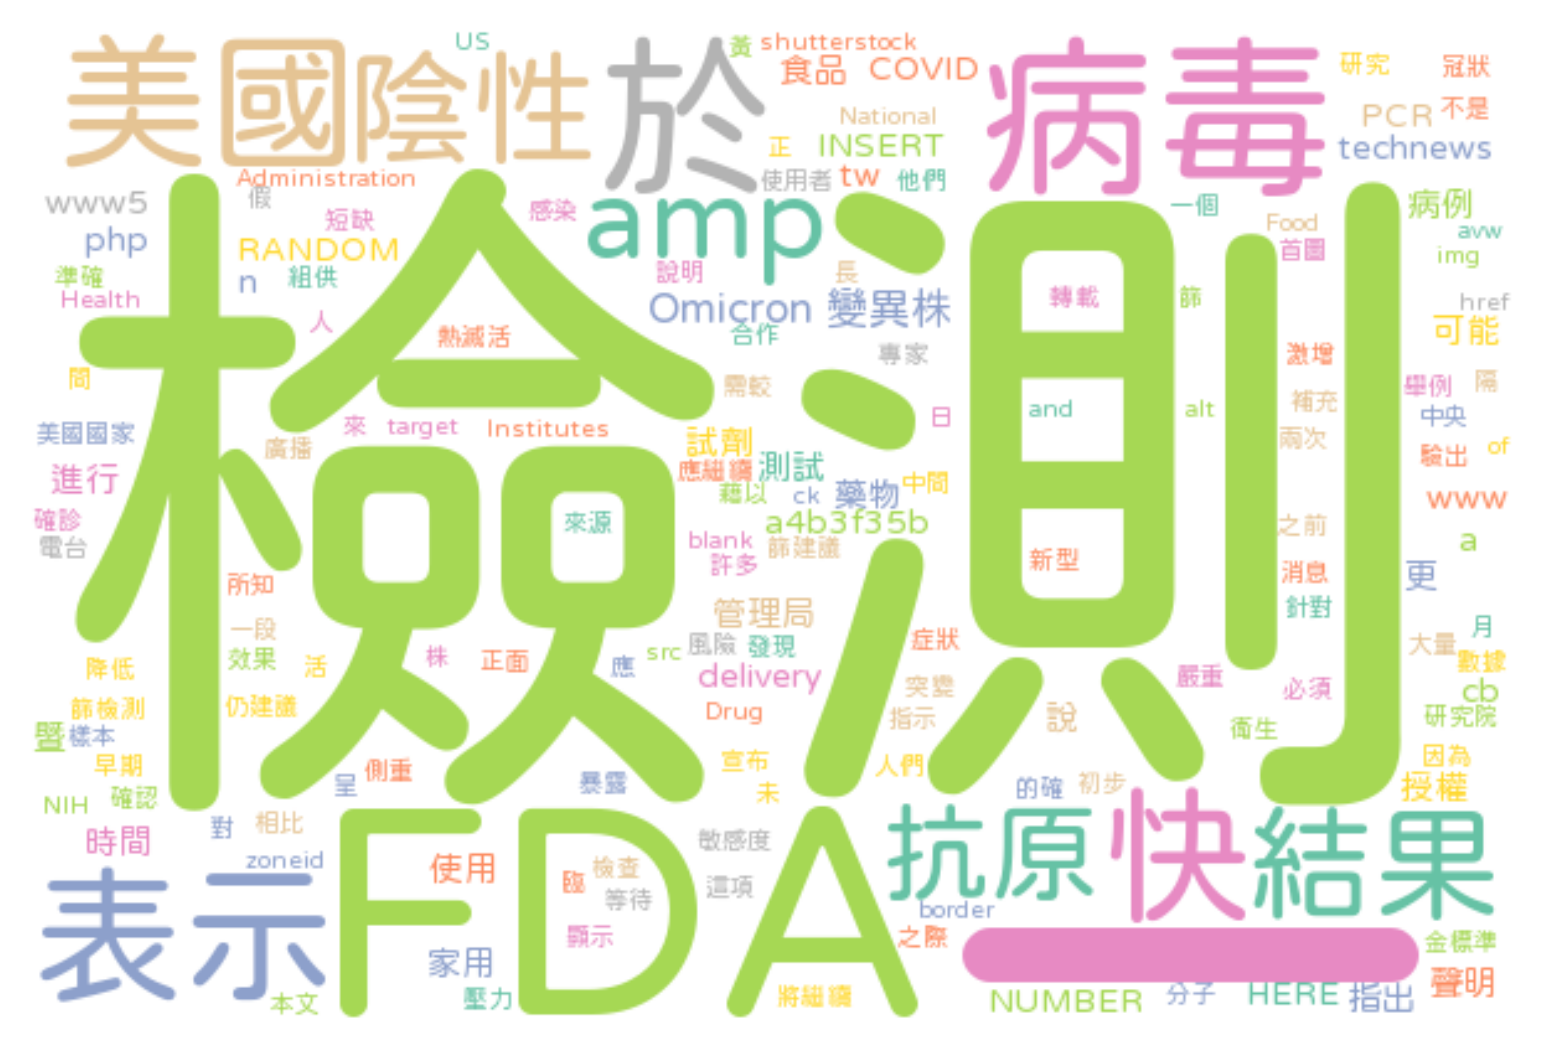 US
黃
shutterstock
美國
陰性
於
食品
COVID
病毒
研究
冠狀
National
PCR
不是
正
INSERT
technews
Administration
使用者
tw
他們
www5
假
短缺
感染
amp
一個
病例
php
RANDOM
Food
avw
首圖
img
準確
n
組供
說明
長
Health
Omicron
變異株
轉載
篩
href
人
熱滅活
合作
可能
專家
激增
檢測
間
需較
舉例
隔
補充
來
target
Institutes
日
and
alt
中央
美國國家
廣播
試劑
兩次
驗出
of
進行
應繼續
測試
藉以
ck
藥物
中間
www
確診
來源
a4b3f35b
之前
電台
blank
篩建議
a
許多
新型
所知
消息
更
管理局
針對
一段
症狀
月
效果
活
株
正面
應
src
風險
發現
大量
數據
降低
delivery
嚴重
必須
cb
篩檢測
仍建議
Drug
突變
指示
說
研究院
暨
樣本
衛生
早期
側重
宣布
人們
因為
呈
暴露
未
的確
初步
授權
NIH
確認
FDA
抗原
快
結果
時間
對
相比
敏感度
zoneid
使用
檢查
表示
臨
等待
這項
border
顯示
之際
一
金標準
家用
聲明
本文
壓力
將繼續
NUMBER
分子
HERE
指出